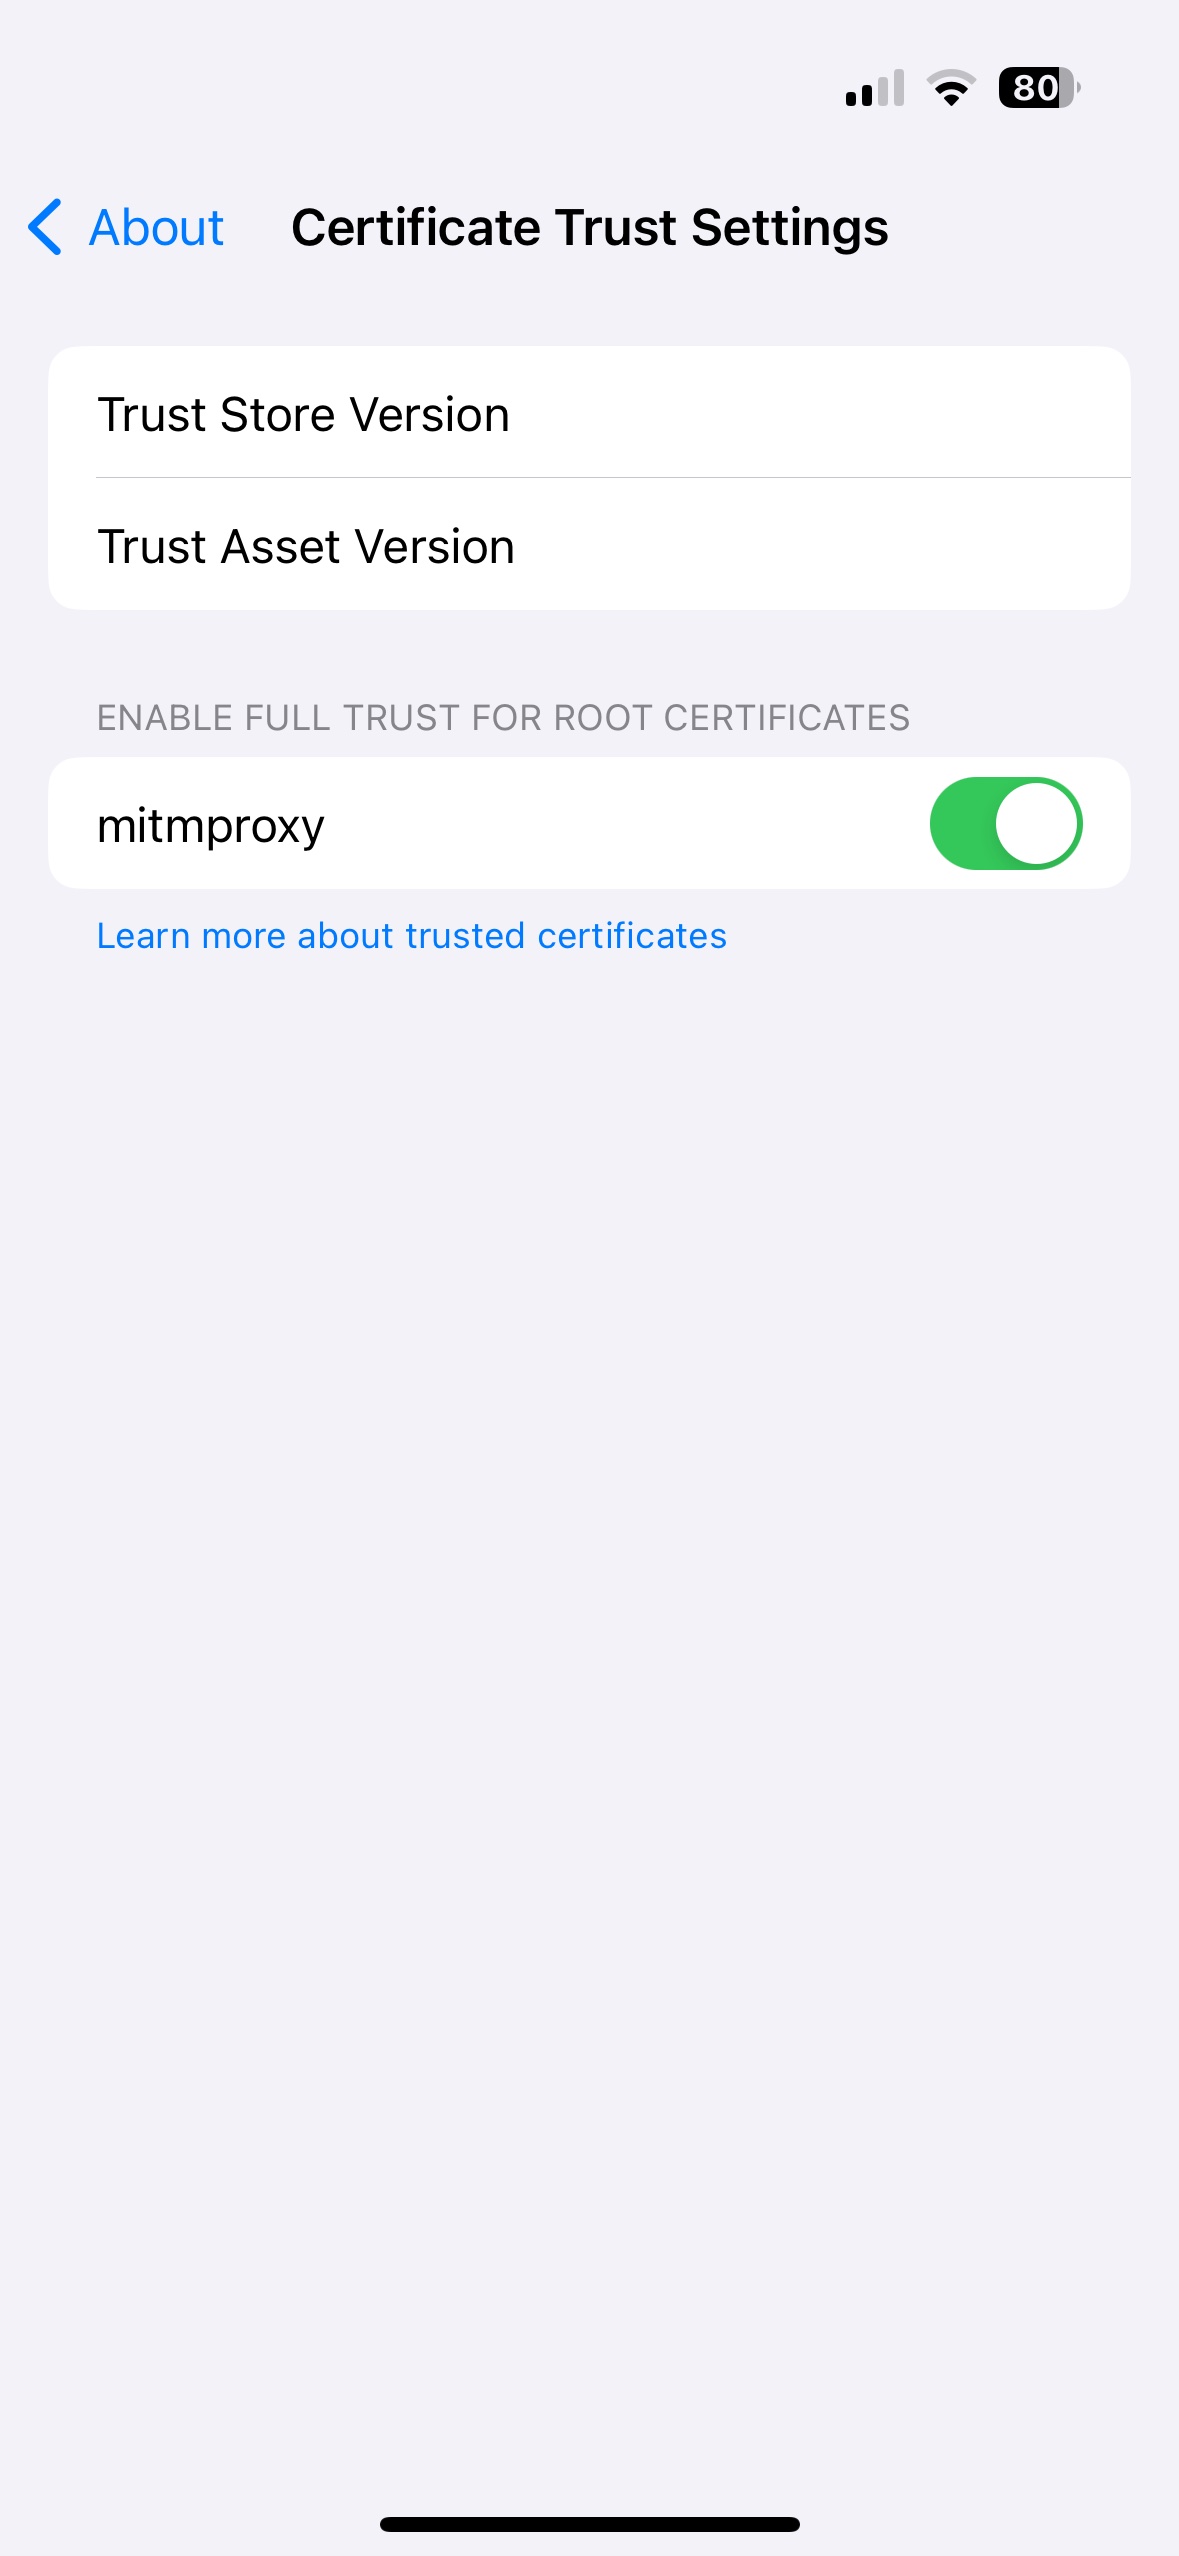 80
About
Certificate Trust Settings
Trust Store Version
Trust Asset Version
ENABLE FULL TRUST FOR ROOT CERTIFICATES
mitmproxy
Learn more about trusted certificates